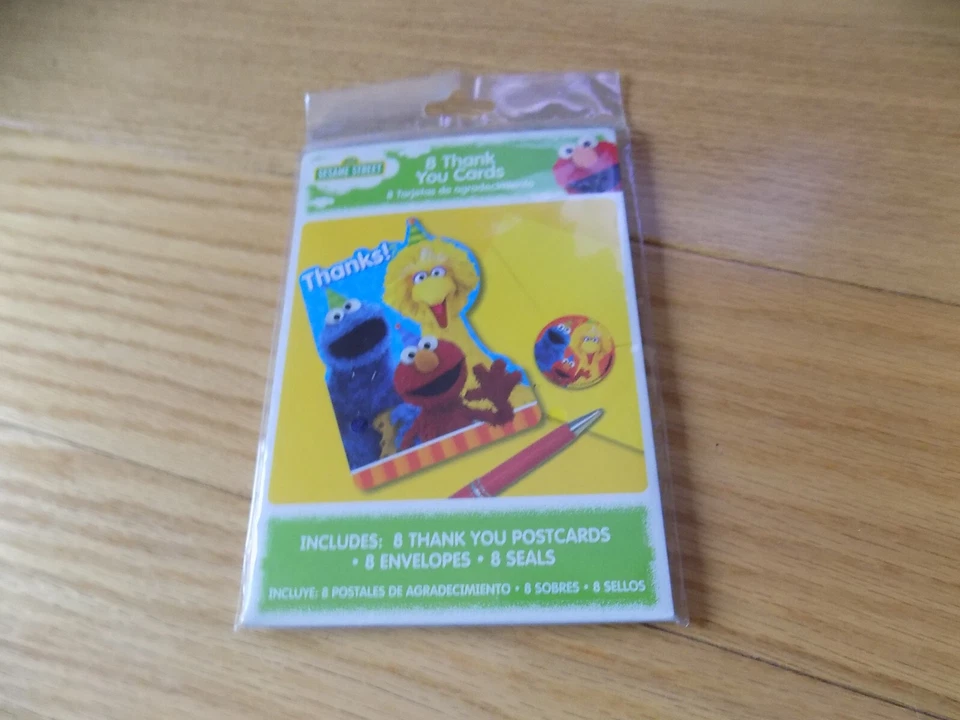 SESAME STREET
8 Thank
You Cards
8 Tarjetas de agradecimiento
Thanks!
INCLUDES: 8 THANK YOU POSTCARDS
• 8 ENVELOPES • 8 SEALS
INCLUYE: 8 POSTALES DE AGRADECIMIENTO • 8 SOBRES • 8 SELLOS